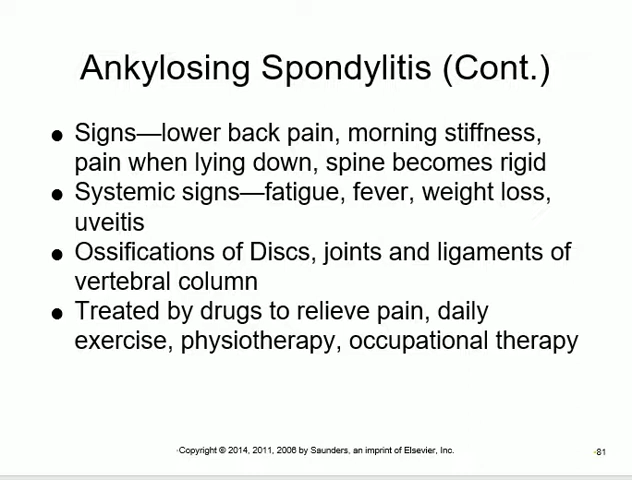 Ankylosing Spondylitis (Cont.)
● Signs—lower back pain, morning stiffness,
pain when lying down, spine becomes rigid
● Systemic signs—fatigue, fever, weight loss,
uveitis
● Ossifications of Discs, joints and ligaments of
vertebral column
● Treated by drugs to relieve pain, daily
exercise, physiotherapy, occupational therapy
·Copyright © 2014, 2011, 2006 by Saunders, an imprint of Elsevier, Inc.
·81